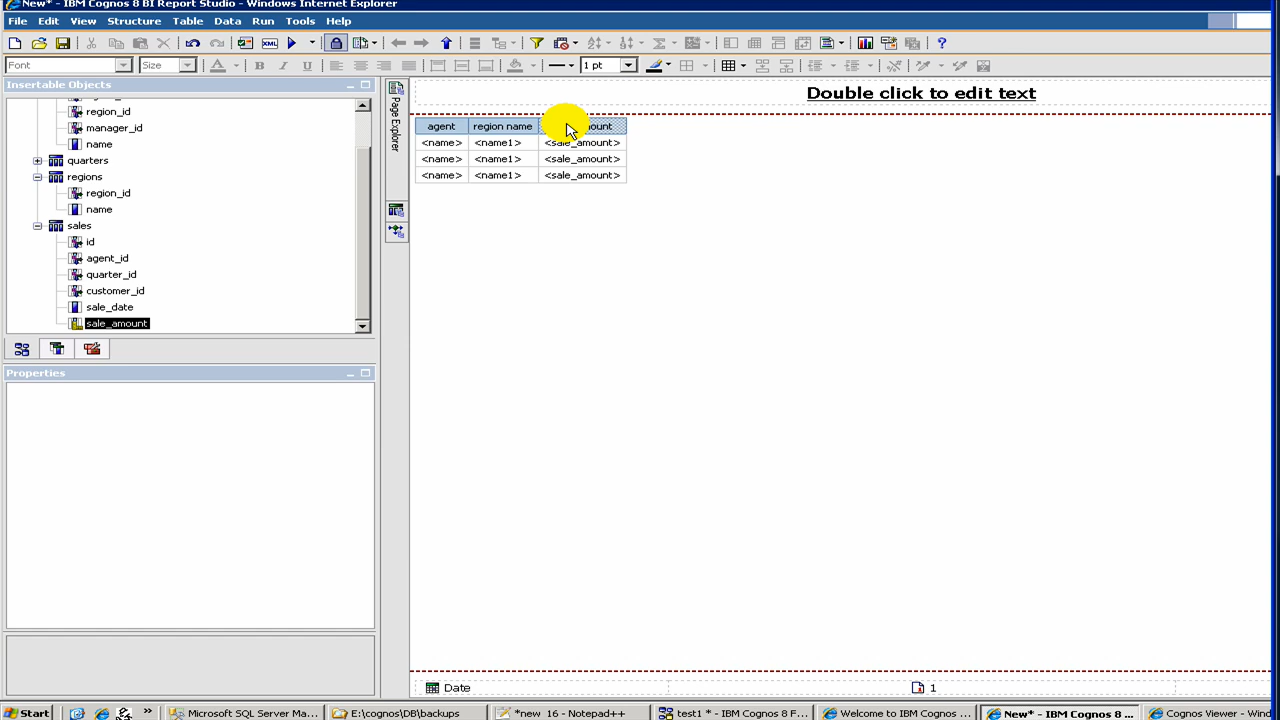 New* - IBM Cognos 8 BI Report Studio - Windows Internet Explorer
File Edit View Structure Table Data Run Tools Help
Font Size 1 pt
Insertable Objects
Page Explorer
Double click to edit text
region_id
manager_id
name
quarters
regions
region_id
name
sales
id
agent_id
quarter_id
customer_id
sale_date
sale_amount
agent region name
<name> <name1> <sale_amount>
<name> <name1> <sale_amount>
<name> <name1> <sale_amount>
Properties
Date 1
Start Microsoft SQL Server Ma... E:\cognos\DB\backups *new 16 - Notepad++ test1 * - IBM Cognos 8 F... Welcome to IBM Cognos ... New* - IBM Cognos 8 ... Cognos Viewer - Wind